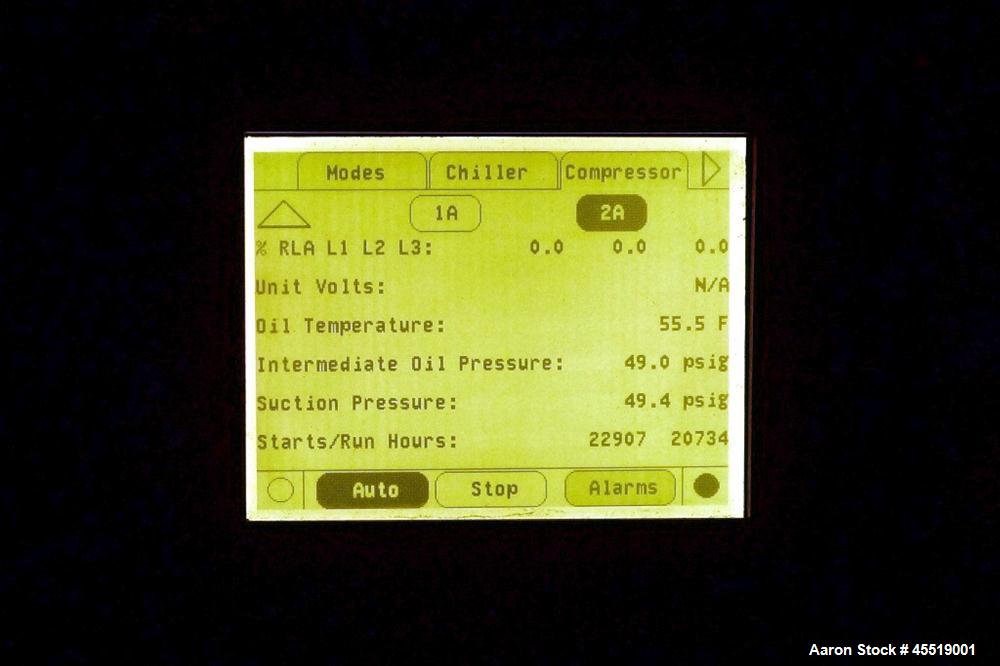 Modes Chiller Compressor
1A 2A
% RLA L1 L2 L3: 0.0 0.0 0.0
Unit Volts: N/A
Oil Temperature: 55.5 F
Intermediate Oil Pressure: 49.0 psig
Suction Pressure: 49.4 psig
Starts/Run Hours: 22907 20734
Auto Stop Alarms
Aaron Stock # 45519001